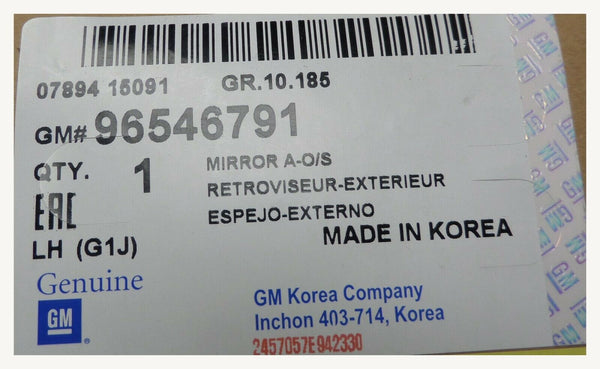 07894 15091 GR.10.185
GM# 96546791
QTY. 1 MIRROR A-O/S
RETROVISEUR-EXTERIEUR
EAC ESPEJO-EXTERNO
LH (G1J) MADE IN KOREA
Genuine
GM
GM Korea Company
Inchon 403-714, Korea
2457057E942330